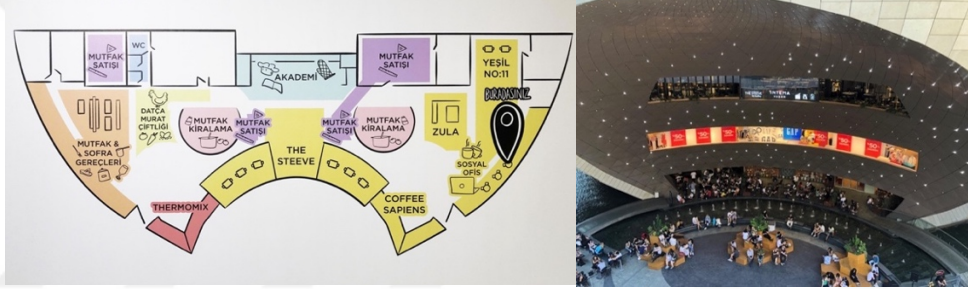 MUTFAK
SATIŞI
WC
AKADEMİ
MUTFAK
SATIŞI
YEŞİL
NO:11
BURADASINIZ
DATÇA
MURAT
ÇİFTLİĞİ
MUTFAK
KİRALAMA
MUTFAK
SATIŞI
MUTFAK
SATIŞI
MUTFAK
KİRALAMA
ZULA
MUTFAK &
SOFRA
GEREÇLERİ
THE
STEEVE
SOSYAL
OFİS
THERMOMIX
COFFEE
SAPIENS
GAP